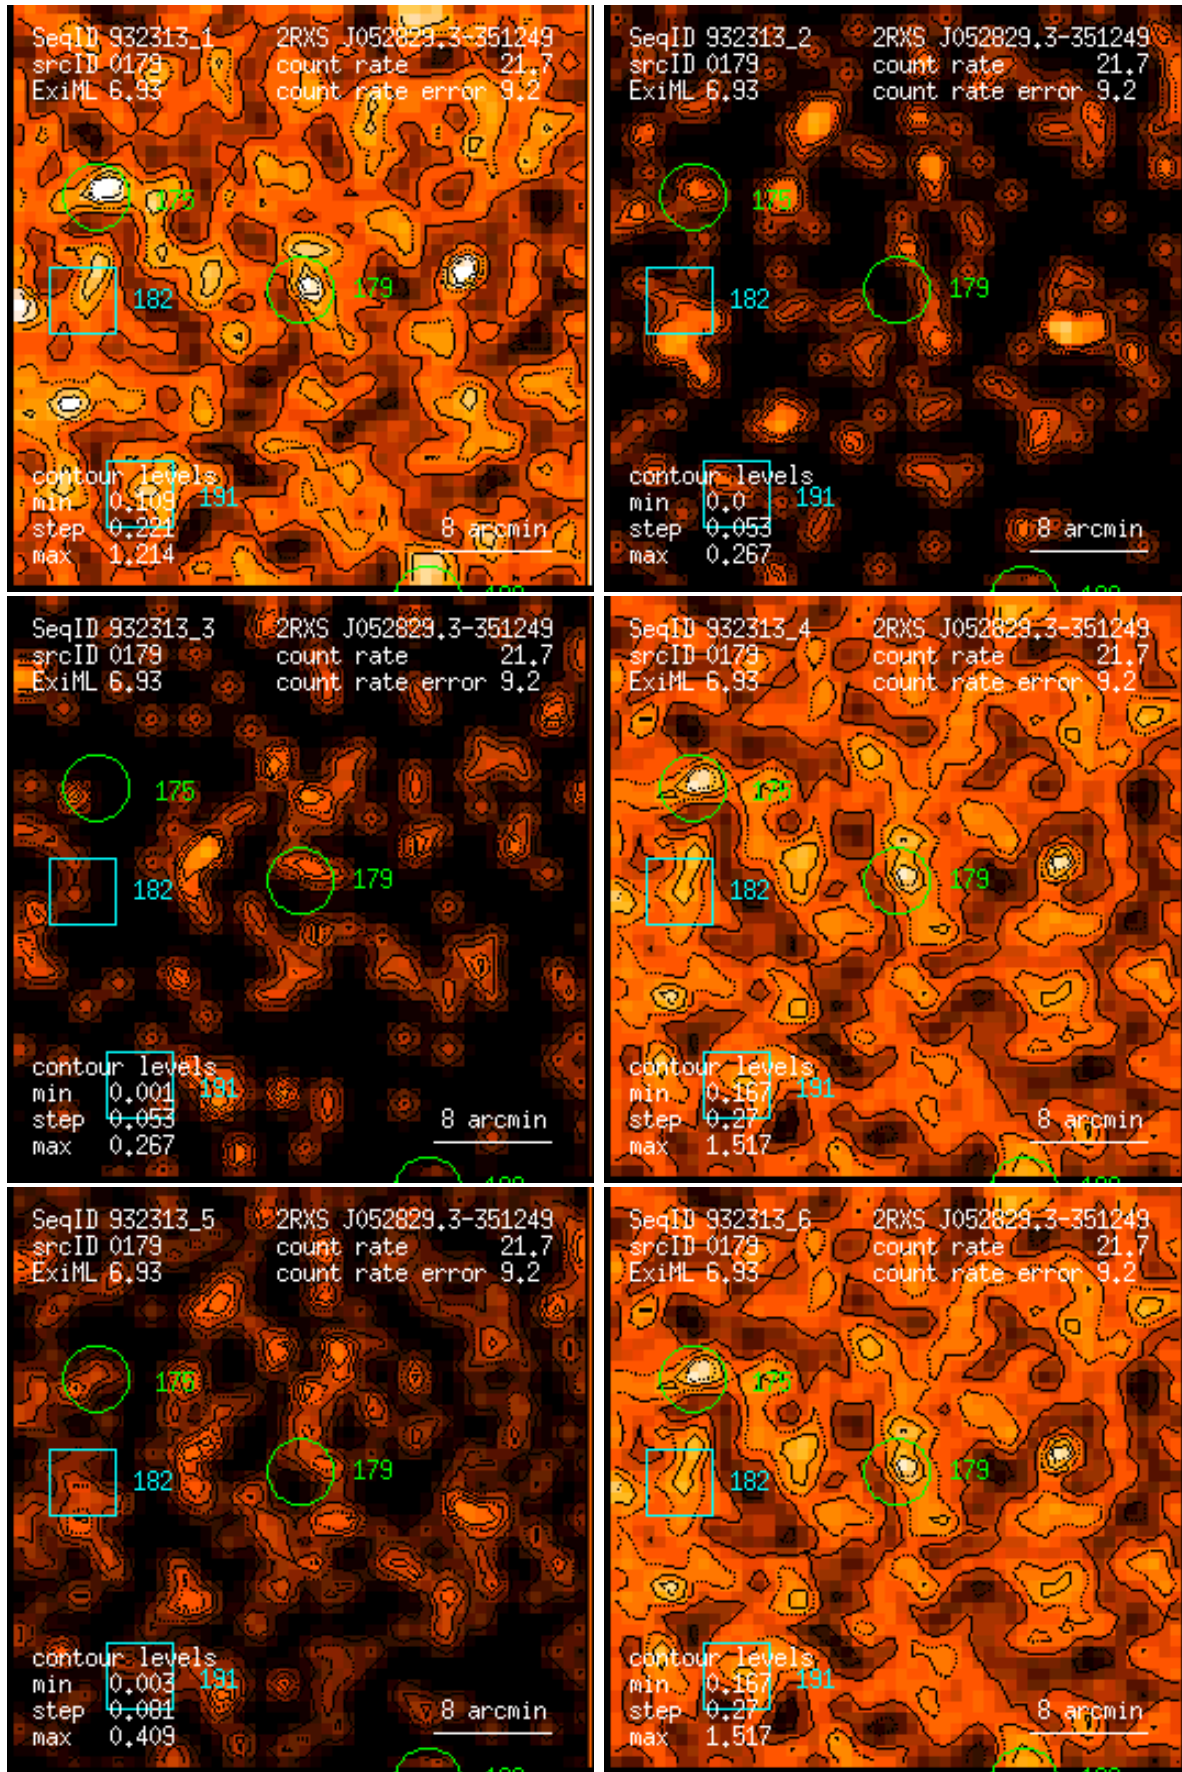 SeqID 932313_1 2RXS J052829.3-351249
srcID 0179 count rate 21.7
ExiML 6.93 count rate error 9.2
175
179
182
contour levels
min 0.109 191
step 0.221 8 arcmin
max 1.214
SeqID 932313_2 2RXS J052829.3-351249
srcID 0179 count rate 21.7
ExiML 6.93 count rate error 9.2
175
179
182
contour levels
min 0.0 191
step 0.053 8 arcmin
max 0.267
SeqID 932313_3 2RXS J052829.3-351249
srcID 0179 count rate 21.7
ExiML 6.93 count rate error 9.2
175
179
182
contour levels
min 0.001 191
step 0.053 8 arcmin
max 0.267
SeqID 932313_4 2RXS J052829.3-351249
srcID 0179 count rate 21.7
ExiML 6.93 count rate error 9.2
175
179
182
contour levels
min 0.167 191
step 0.27 8 arcmin
max 1.517
SeqID 932313_5 2RXS J052829.3-351249
srcID 0179 count rate 21.7
ExiML 6.93 count rate error 9.2
175
179
182
contour levels
min 0.003 191
step 0.081 8 arcmin
max 0.409
SeqID 932313_6 2RXS J052829.3-351249
srcID 0179 count rate 21.7
ExiML 6.93 count rate error 9.2
175
179
182
contour levels
min 0.167 191
step 0.27 8 arcmin
max 1.517